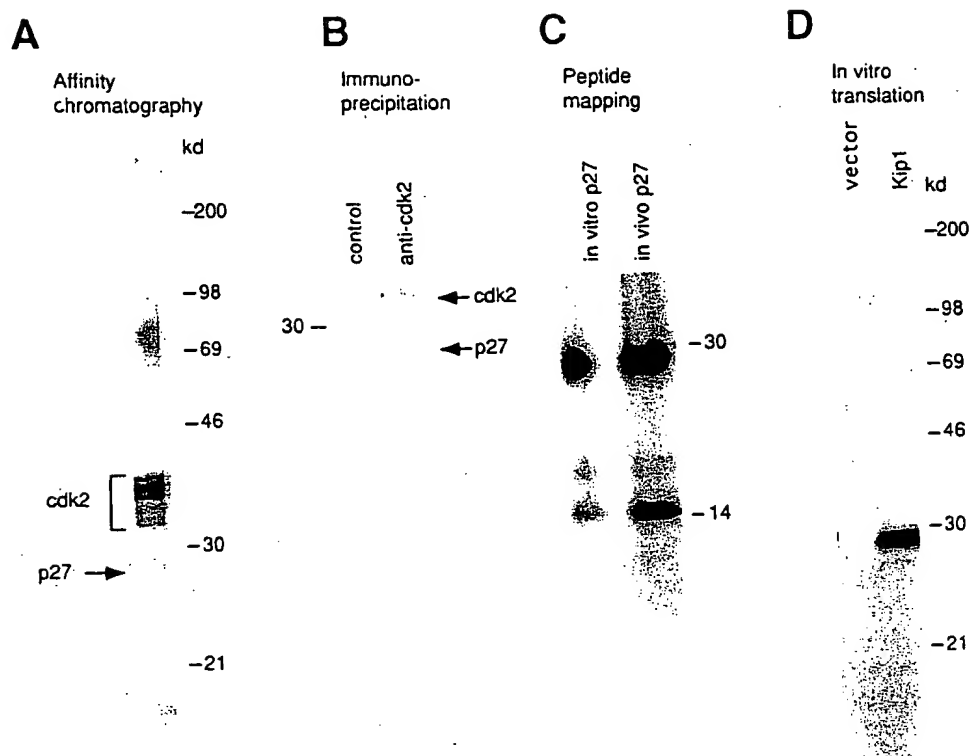 A
Affinity
chromatography
kd
–200
–98
–69
–46
cdk2
–30
p27
–21
B
Immuno-
precipitation
control
anti-cdk2
cdk2
30 –
p27
C
Peptide
mapping
in vitro p27
in vivo p27
–30
–14
D
In vitro
translation
vector
Kip1
kd
–200
–98
–69
–46
–30
–21